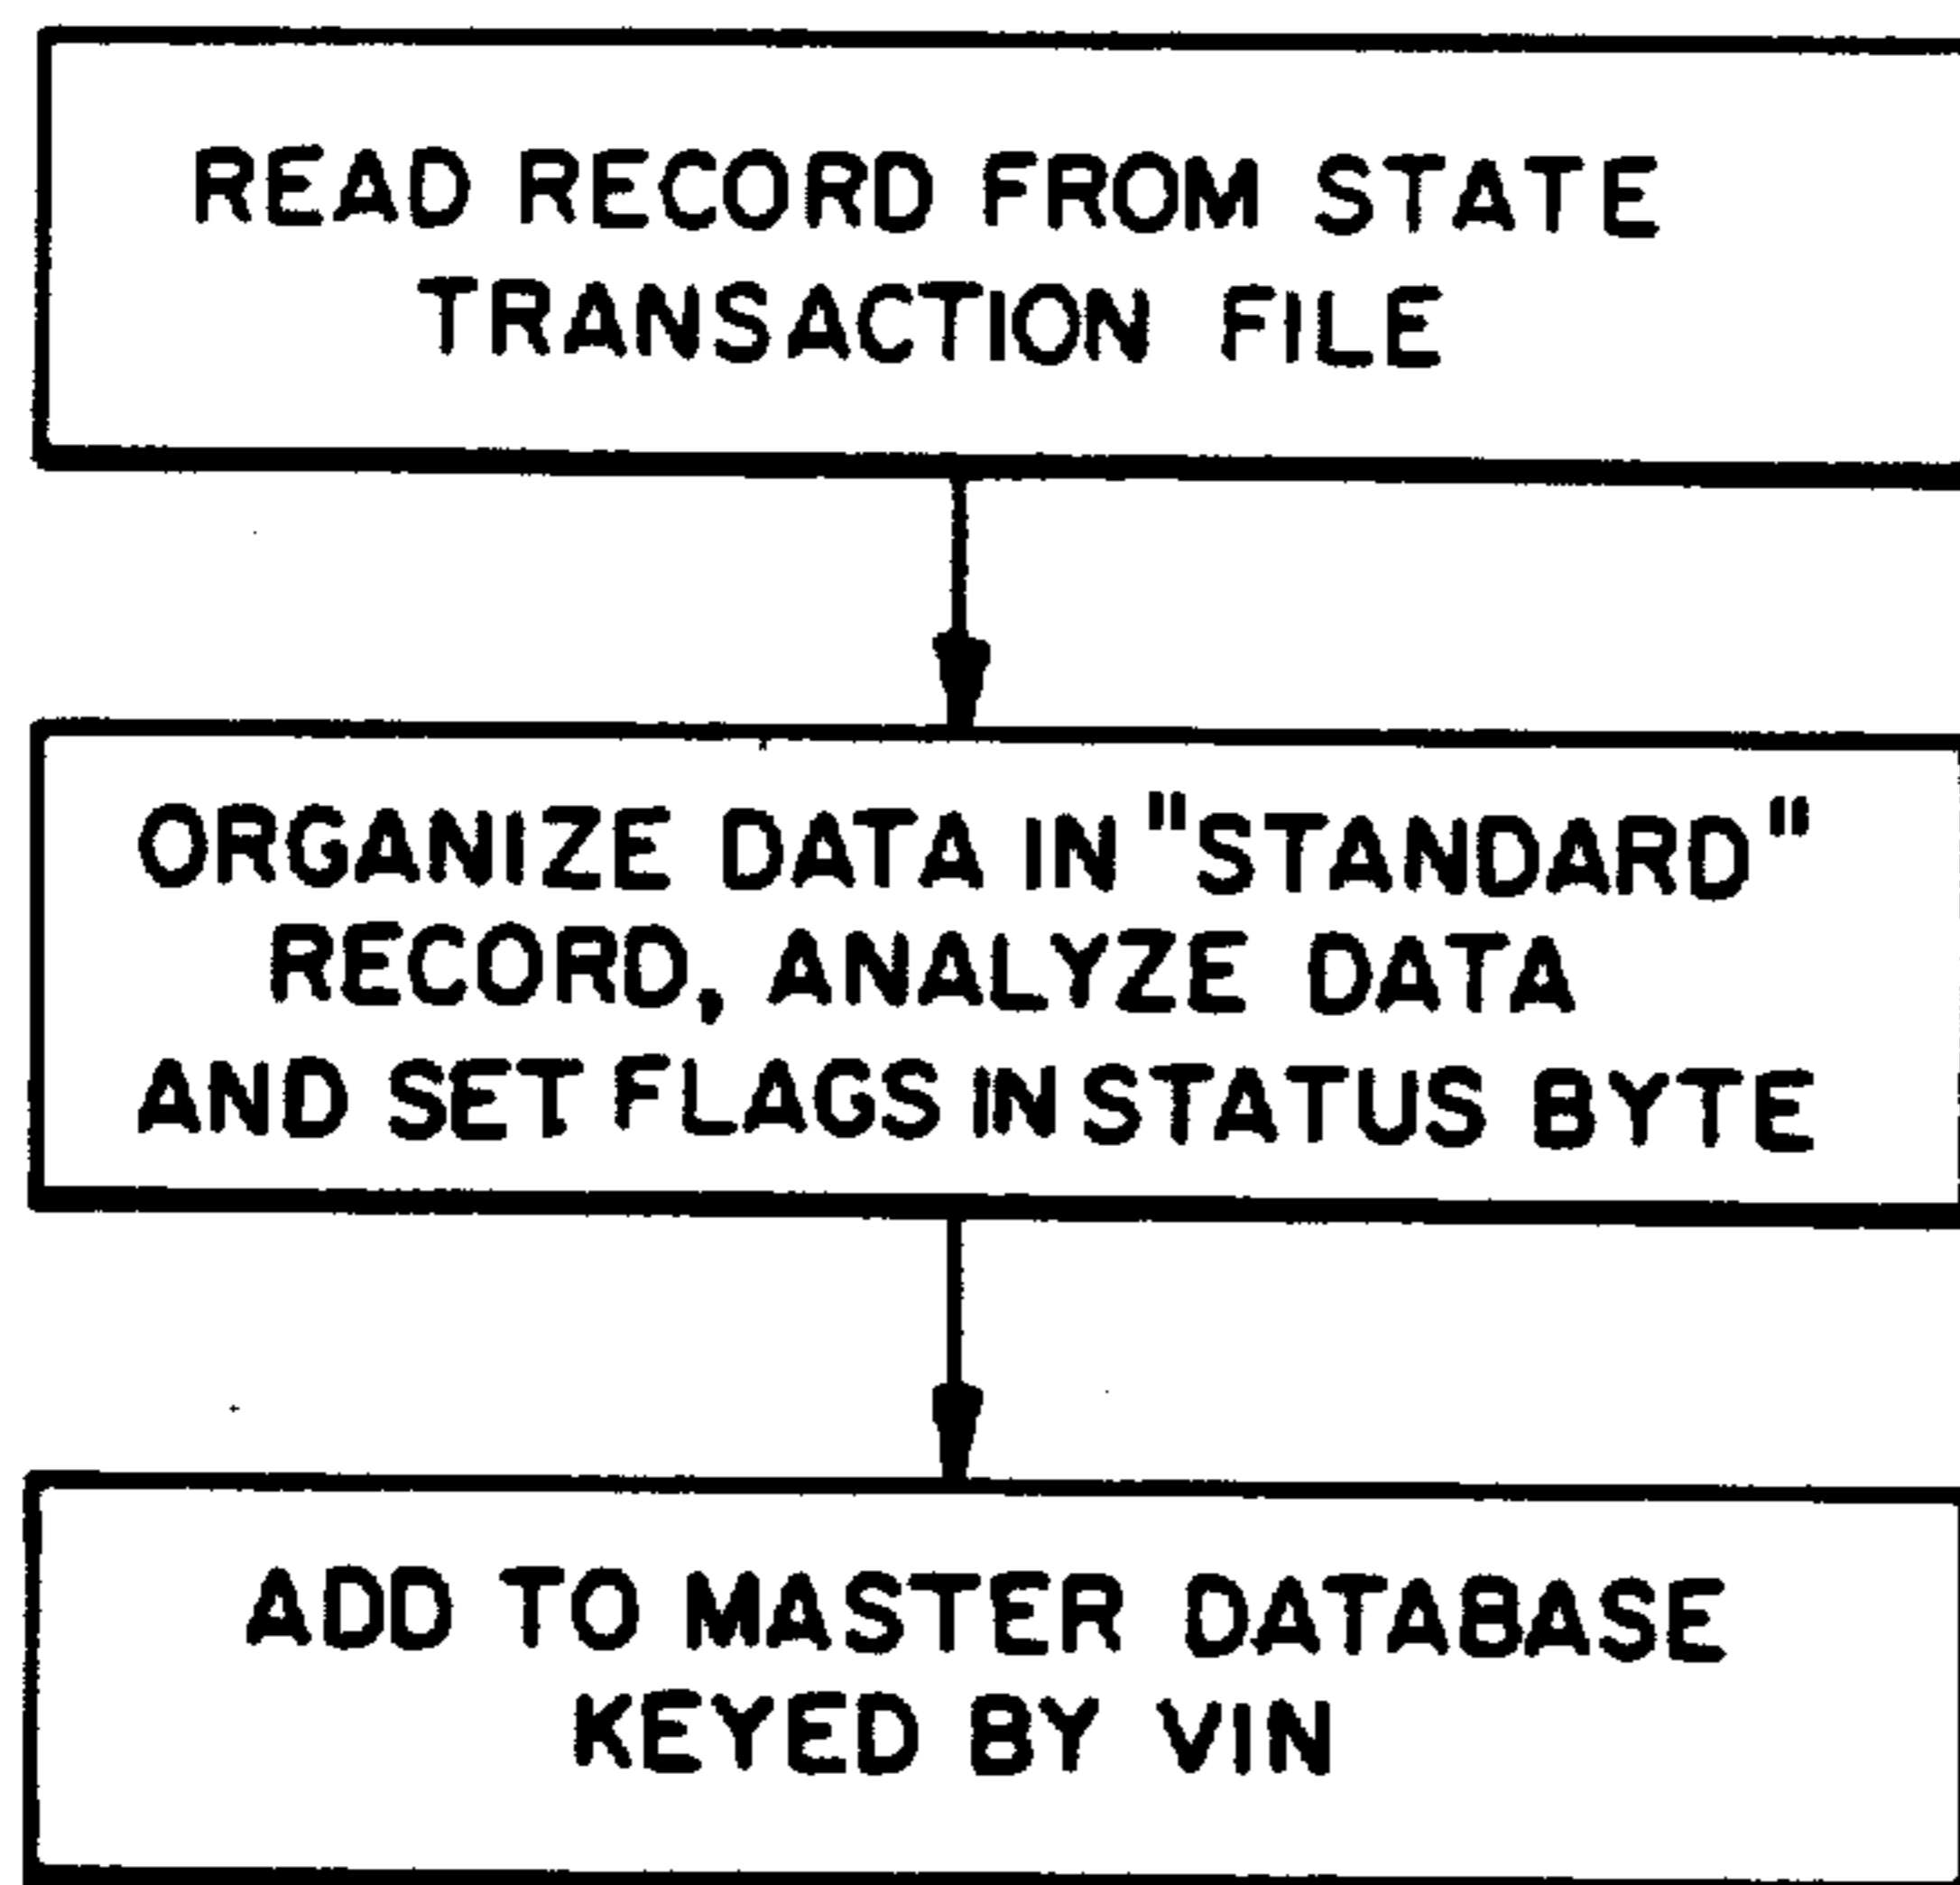 READ RECORD FROM STATE
TRANSACTION FILE
ORGANIZE DATA IN "STANDARD"
RECORD, ANALYZE DATA
AND SET FLAGS IN STATUS BYTE
ADD TO MASTER DATABASE
KEYED BY VIN